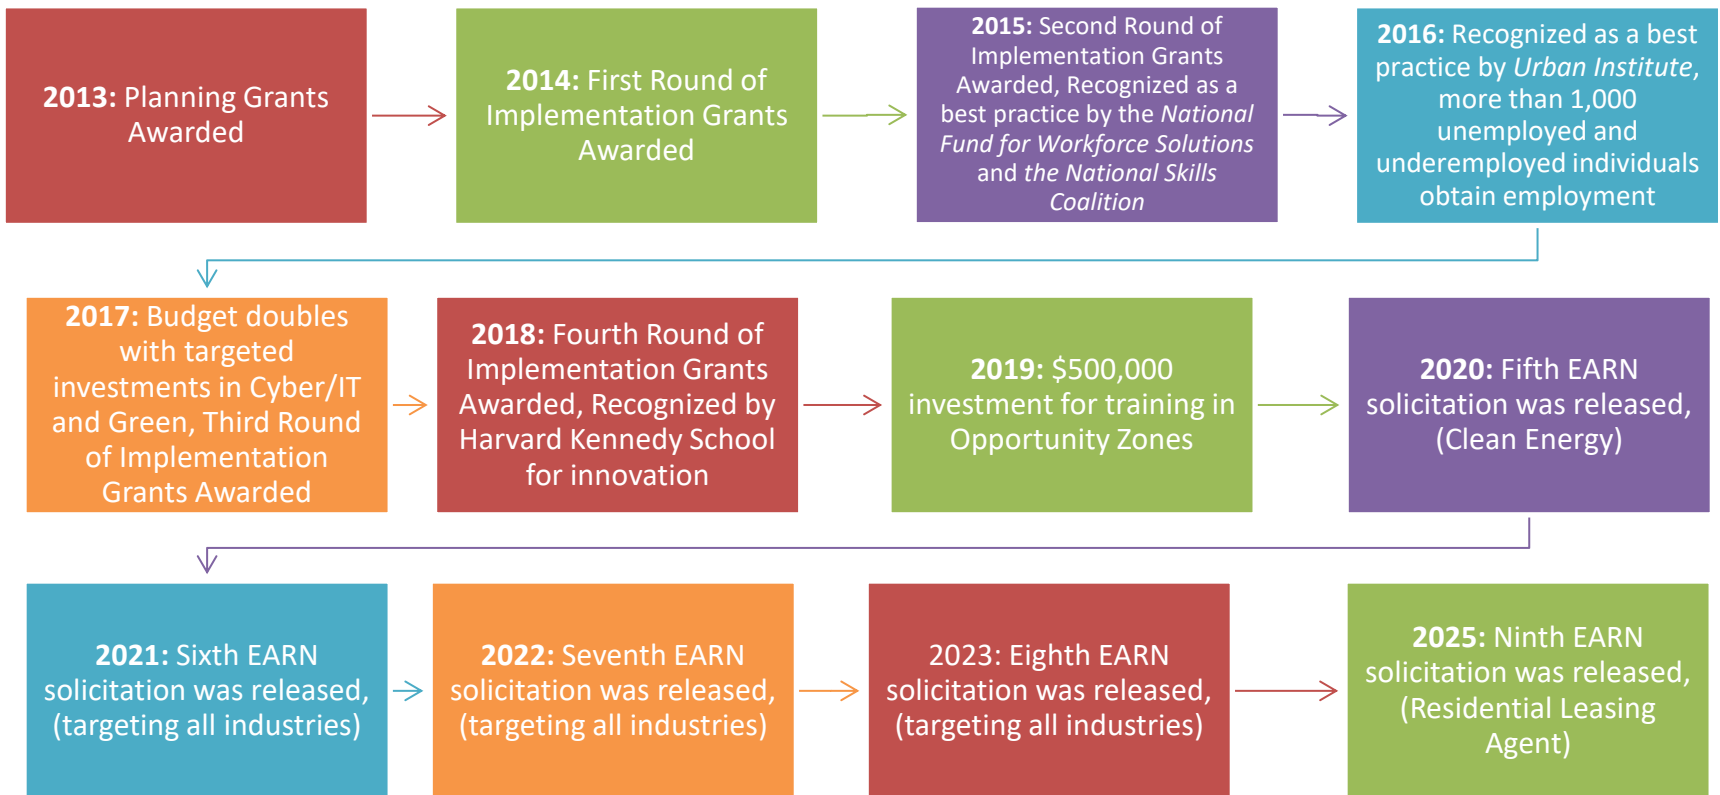 2013: Planning Grants
Awarded
2014: First Round of
Implementation Grants
Awarded
2015: Second Round of
Implementation Grants
Awarded, Recognized as a
best practice by the National
Fund for Workforce Solutions
and the National Skills
Coalition
2016: Recognized as a best
practice by Urban Institute,
more than 1,000
unemployed and
underemployed individuals
obtain employment
2017: Budget doubles
with targeted
investments in Cyber/IT
and Green, Third Round
of Implementation
Grants Awarded
2018: Fourth Round of
Implementation Grants
Awarded, Recognized by
Harvard Kennedy School
for innovation
2019: $500,000
investment for training in
Opportunity Zones
2020: Fifth EARN
solicitation was released,
(Clean Energy)
2021: Sixth EARN
solicitation was released,
(targeting all industries)
2022: Seventh EARN
solicitation was released,
(targeting all industries)
2023: Eighth EARN
solicitation was released,
(targeting all industries)
2025: Ninth EARN
solicitation was released,
(Residential Leasing
Agent)